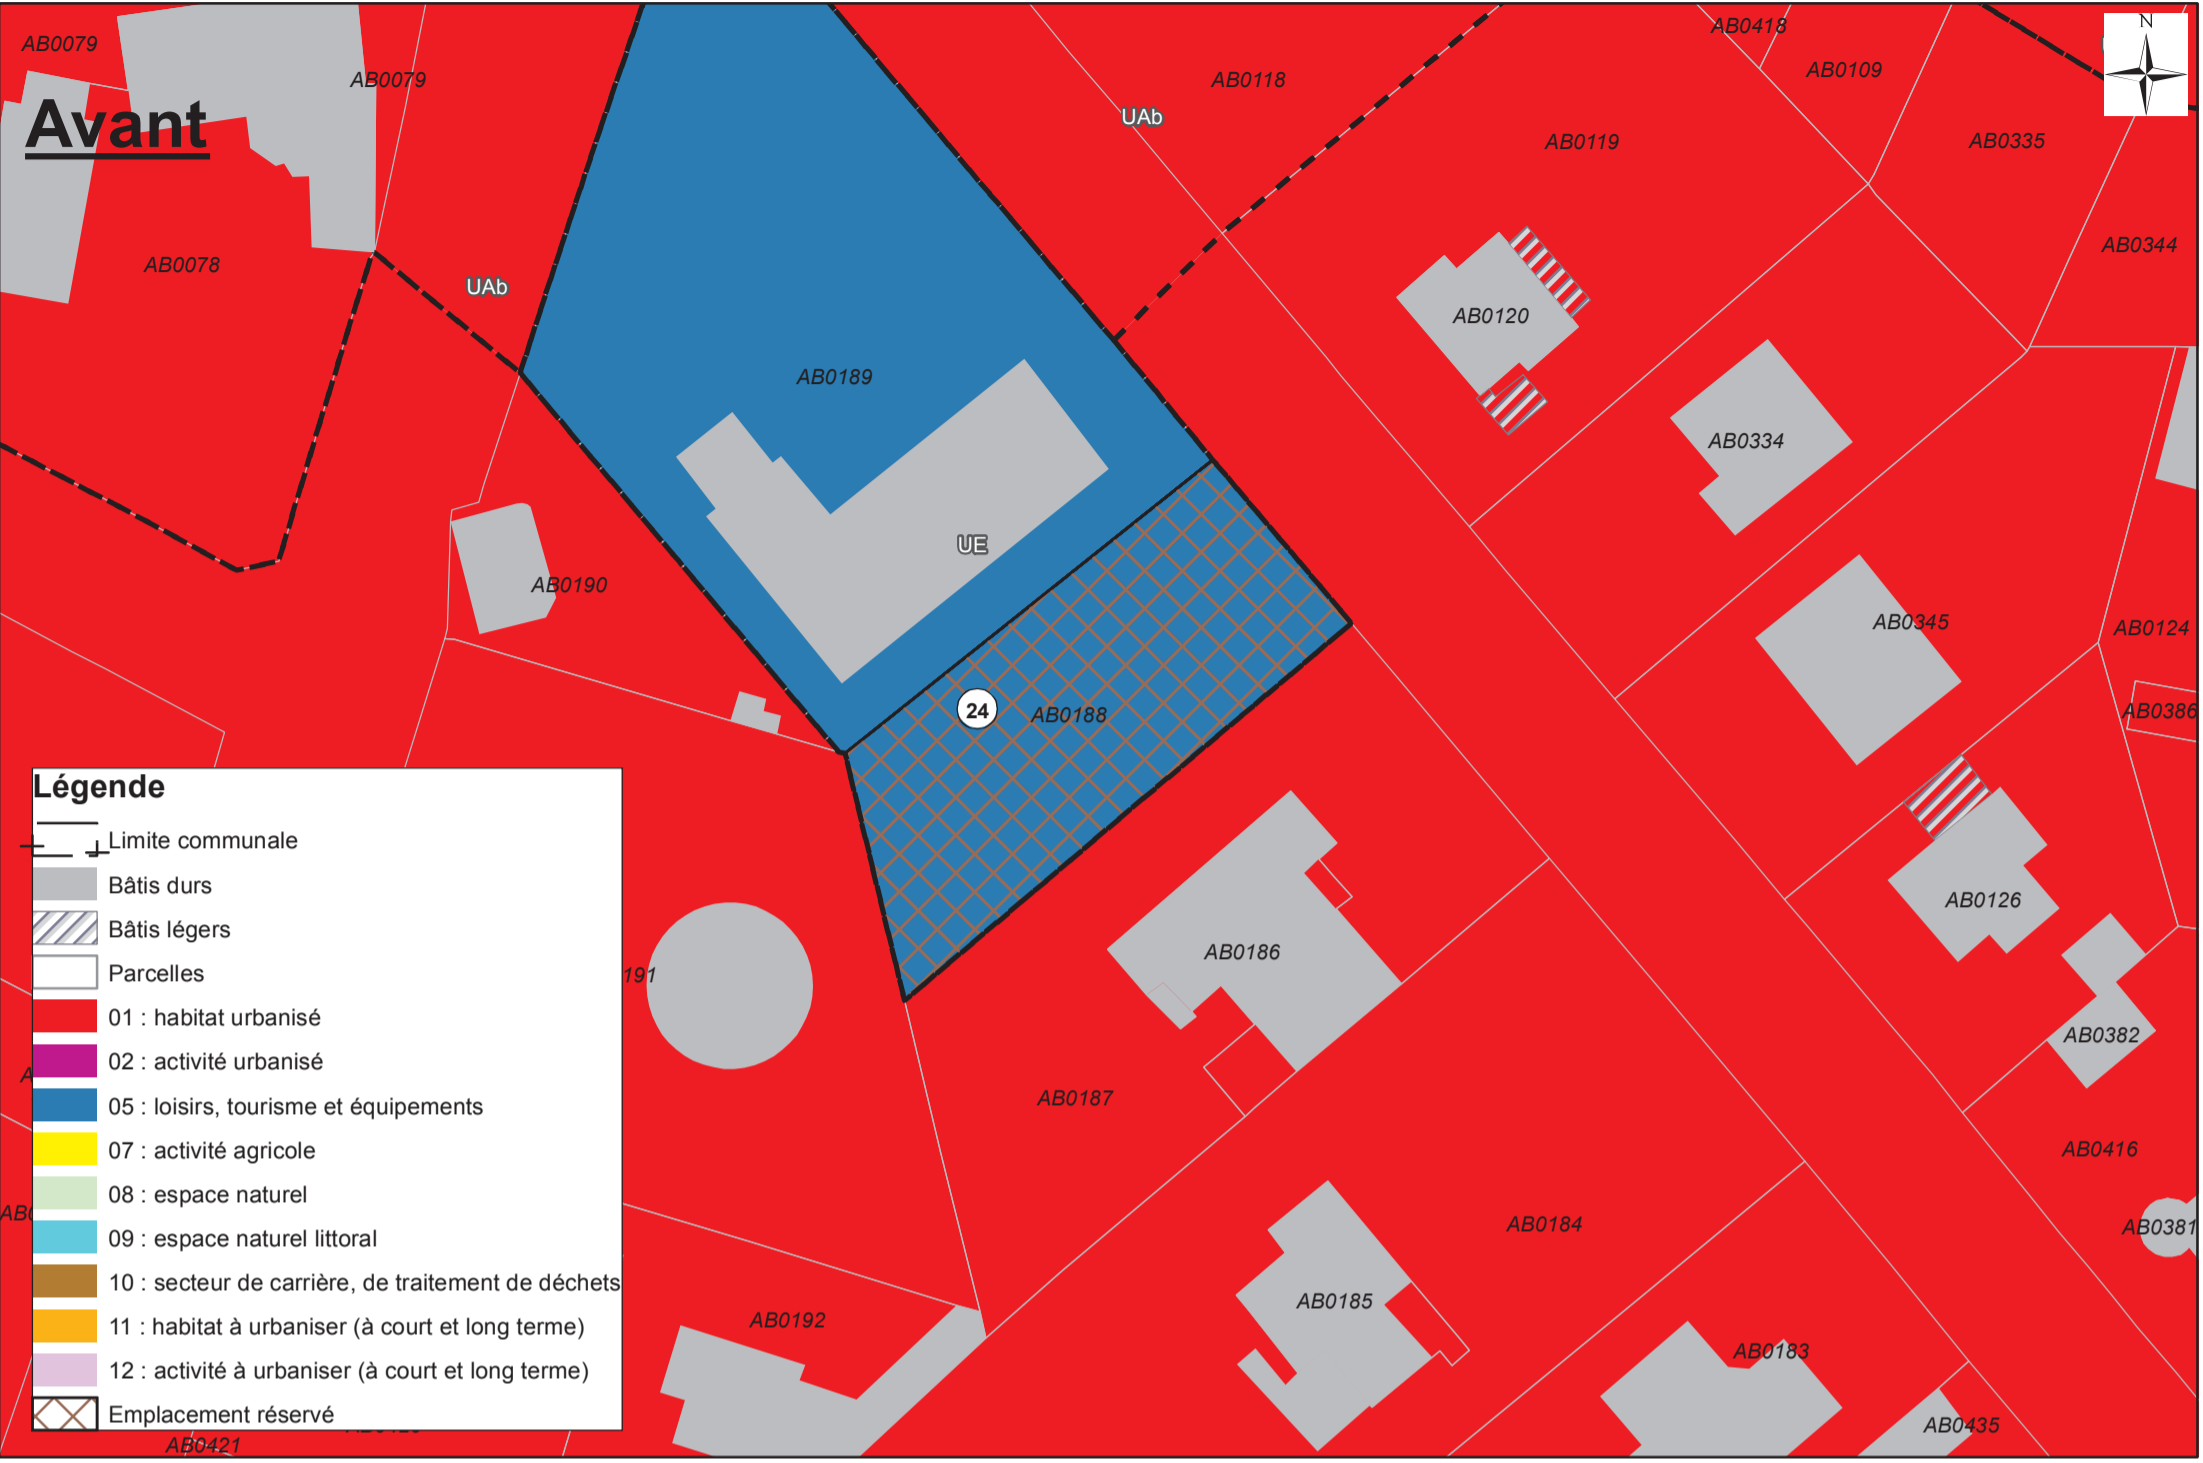 AB0418
N
AB0079
AB0079
AB0118
AB0109
Avant
UAb
AB0119
AB0335
AB0078
UAb
AB0344
AB0120
AB0189
AB0334
UE
AB0190
AB0345
AB0124
24
AB0188
AB0386
Légende
Limite communale
Bâtis durs
Bâtis légers
Parcelles
01 : habitat urbanisé
02 : activité urbanisé
05 : loisirs, tourisme et équipements
07 : activité agricole
08 : espace naturel
09 : espace naturel littoral
10 : secteur de carrière, de traitement de déchets
11 : habitat à urbaniser (à court et long terme)
12 : activité à urbaniser (à court et long terme)
Emplacement réservé
AB0126
AB0186
191
AB0382
AB0187
AB0416
AB0184
AB0381
AB0185
AB0192
AB0183
AB0435
AB0421